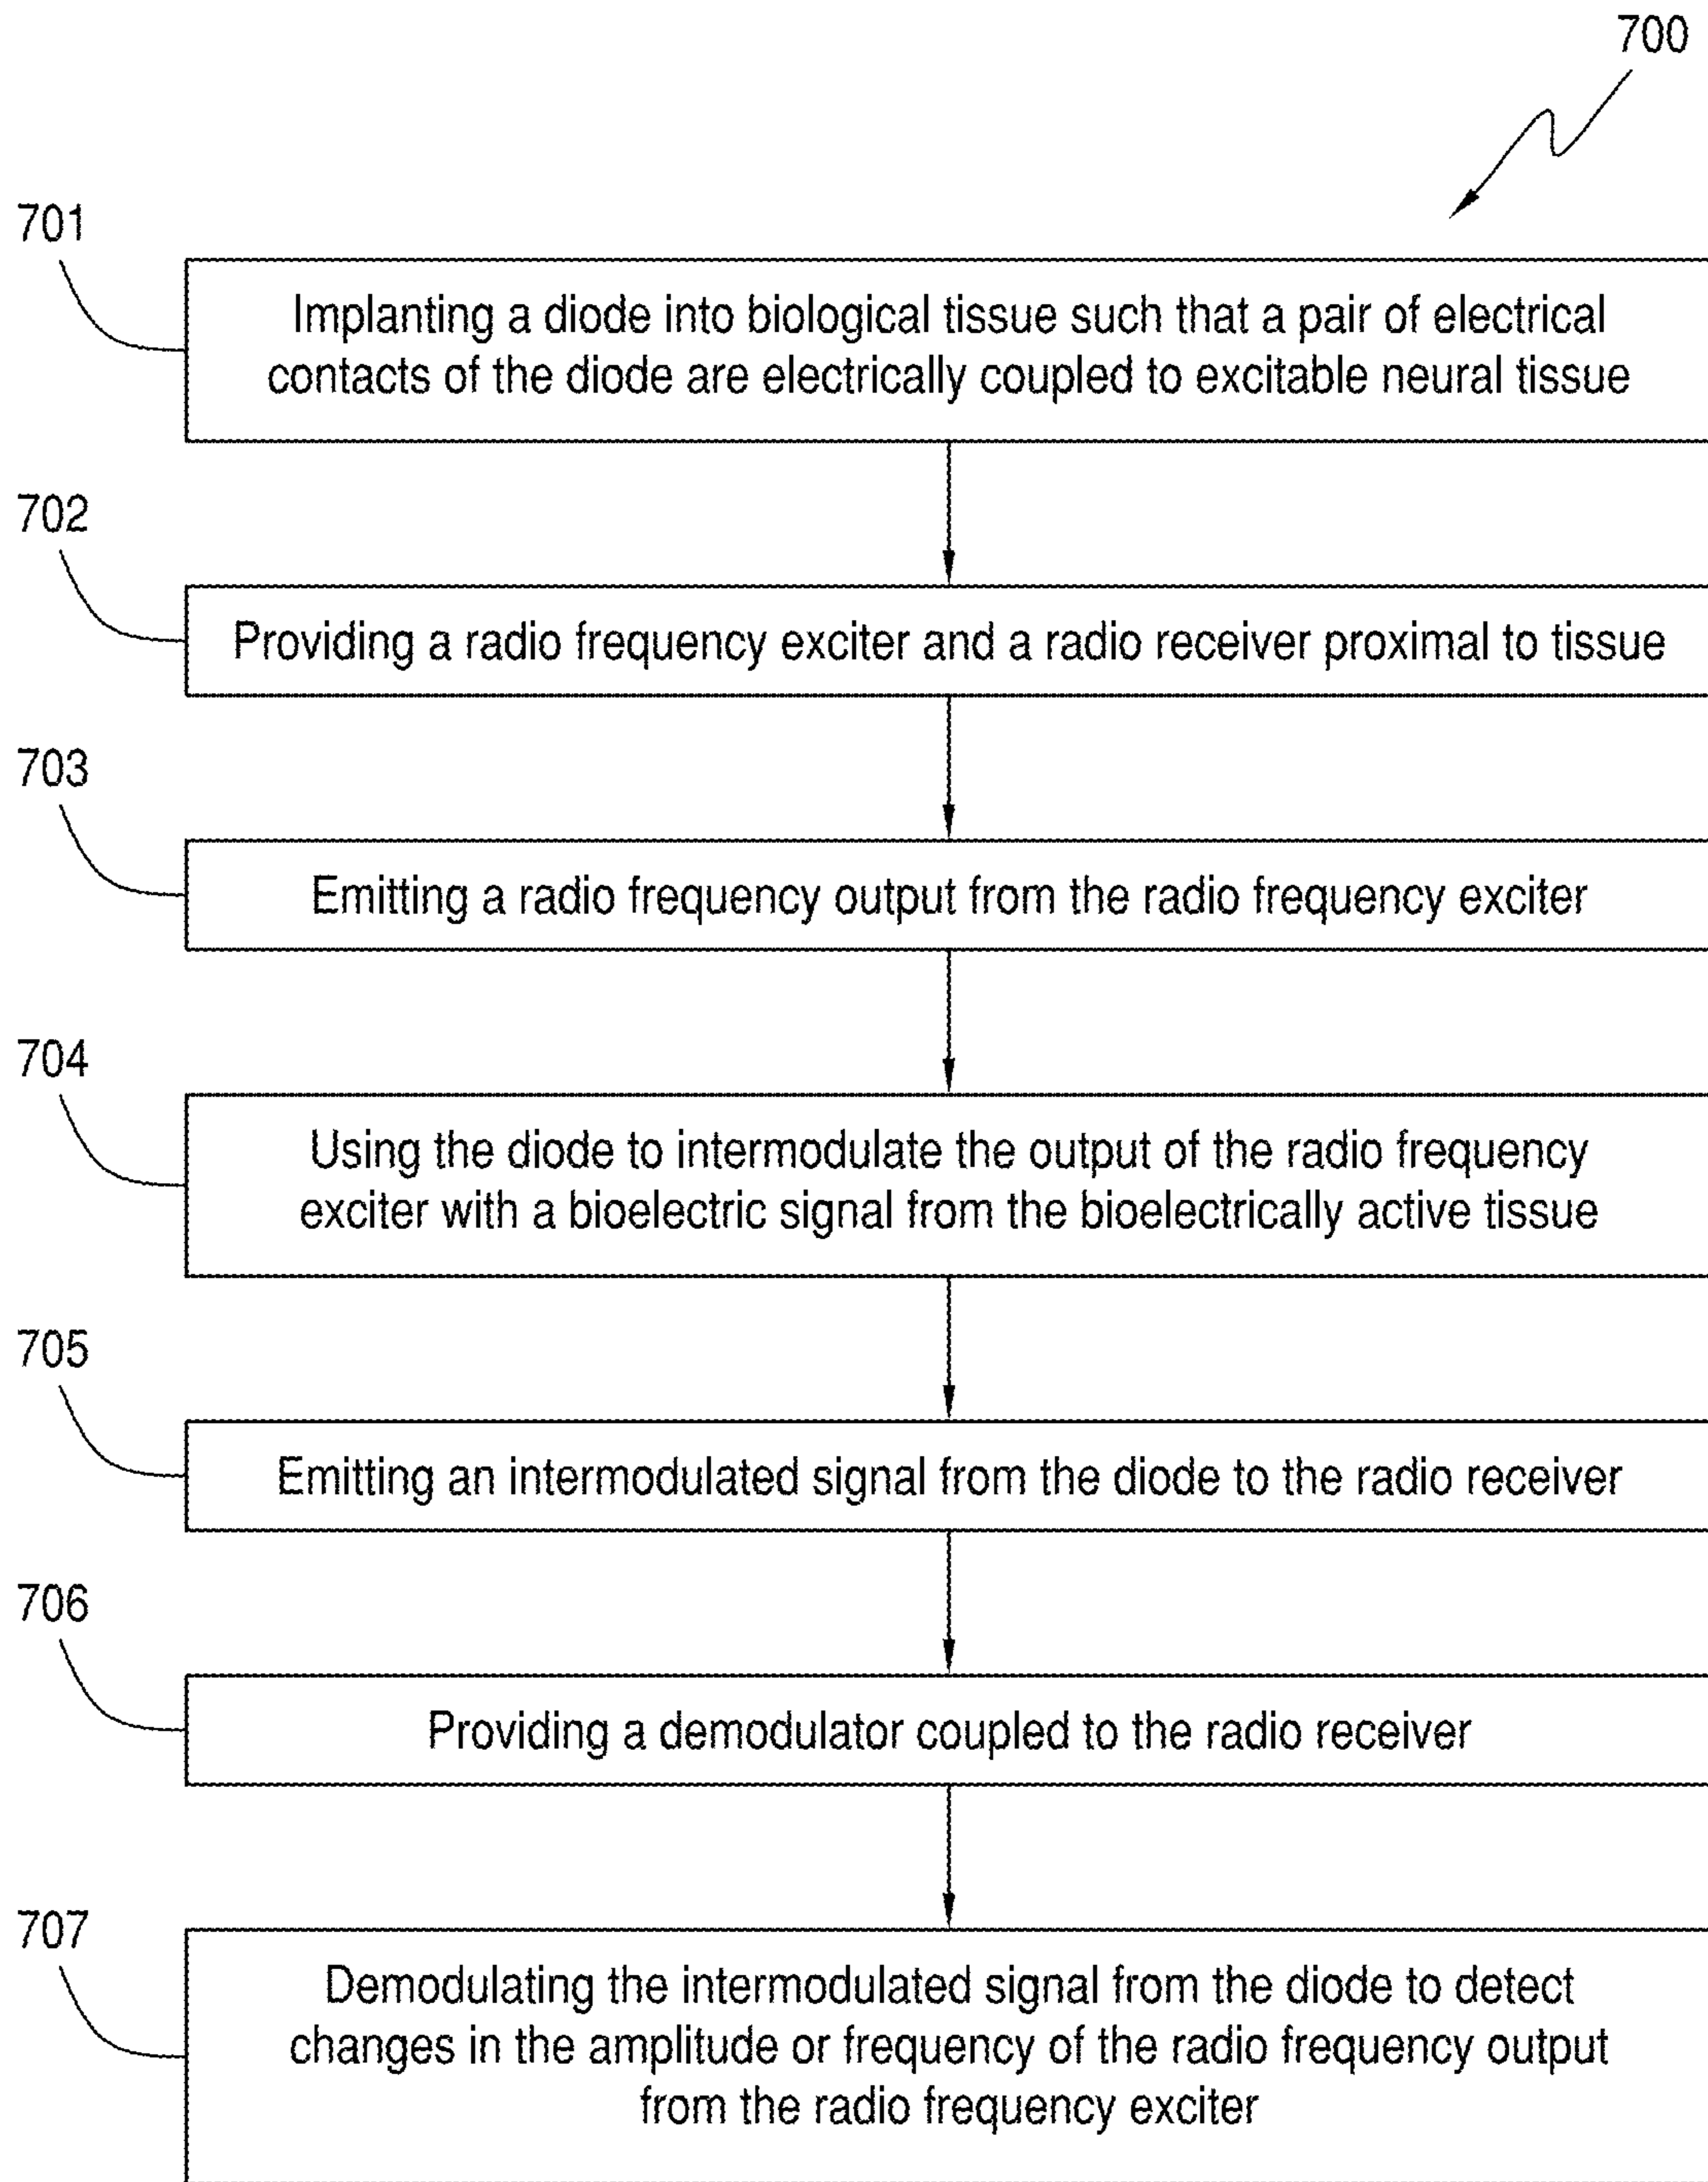 700
701
Implanting a diode into biological tissue such that a pair of electrical
contacts of the diode are electrically coupled to excitable neural tissue
702
Providing a radio frequency exciter and a radio receiver proximal to tissue
703
Emitting a radio frequency output from the radio frequency exciter
704
Using the diode to intermodulate the output of the radio frequency
exciter with a bioelectric signal from the bioelectrically active tissue
705
Emitting an intermodulated signal from the diode to the radio receiver
706
Providing a demodulator coupled to the radio receiver
707
Demodulating the intermodulated signal from the diode to detect
changes in the amplitude or frequency of the radio frequency output
from the radio frequency exciter